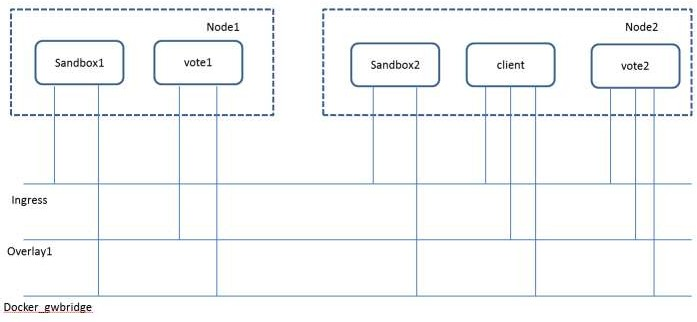 Node1
Node2
Sandbox1
vote1
Sandbox2
client
vote2
Ingress
Overlay1
Docker_gwbridge